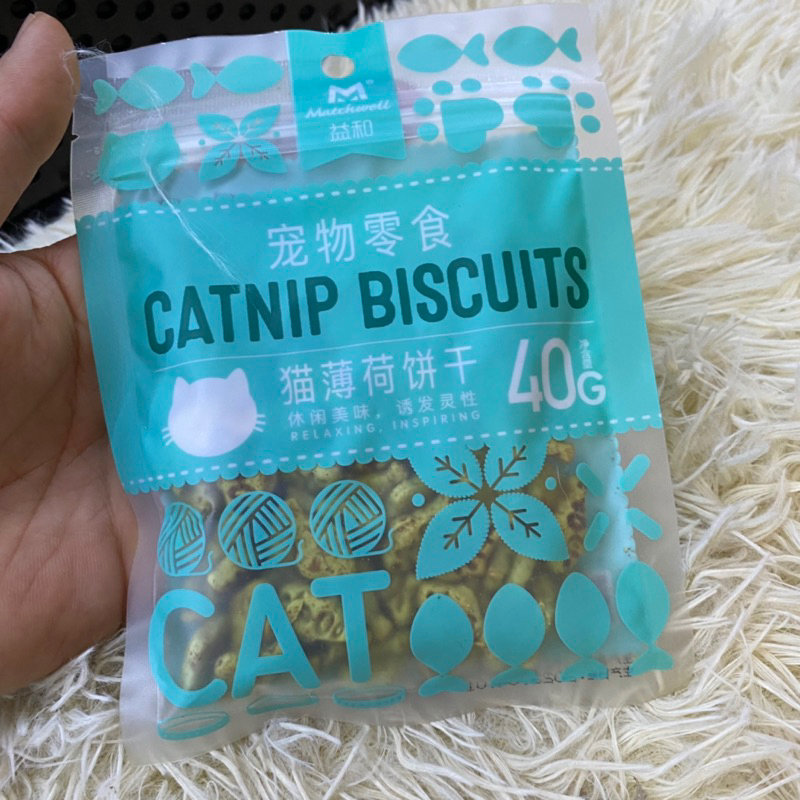 Matchwell
益和
宠物零食
CATNIP BISCUITS
猫薄荷饼干
休闲美味，诱发灵性
RELAXING, INSPIRING
净含量
40G
CAT